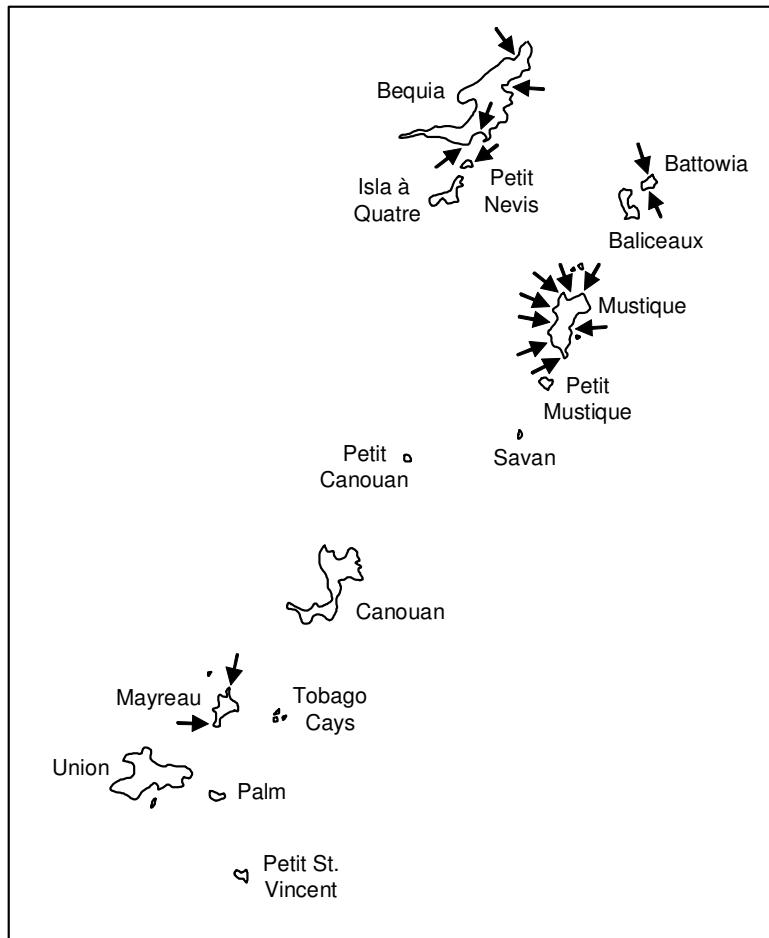 Bequia
Battowia
Isla à
Quatre
Petit
Nevis
Baliceaux
Mustique
Petit
Mustique
Petit
Canouan
Savan
Canouan
Mayreau
Tobago
Cays
Union
Palm
Petit St.
Vincent